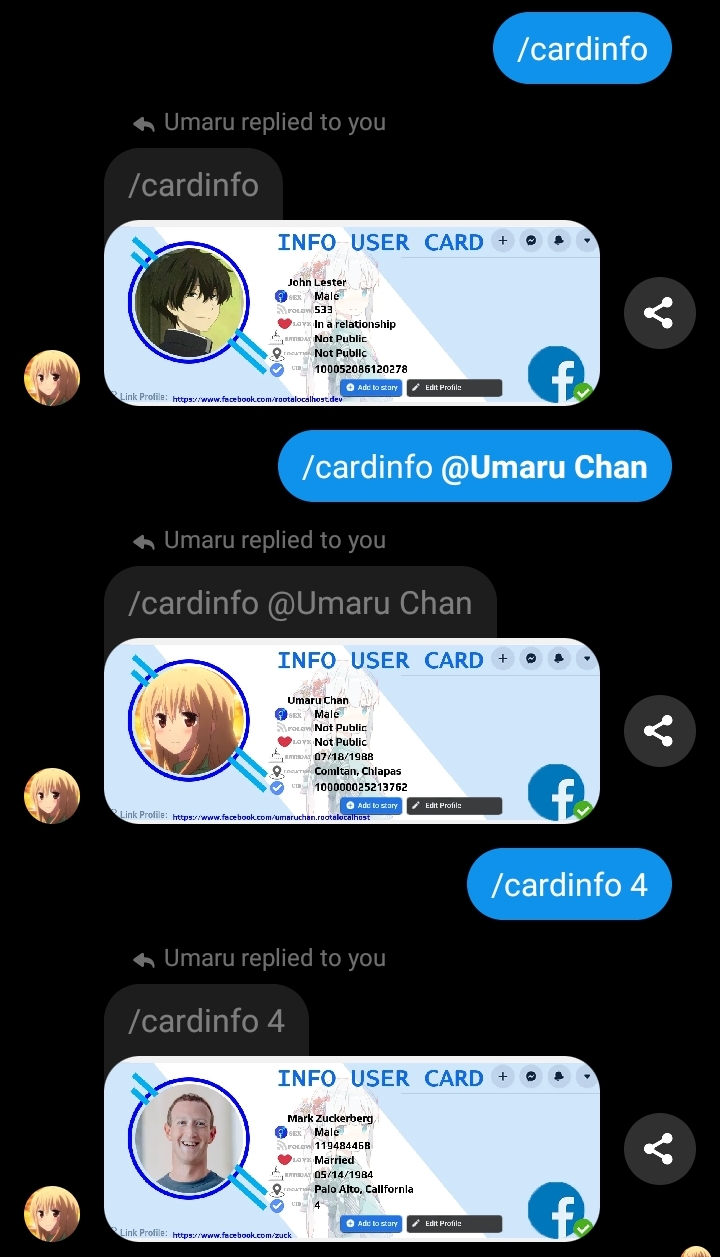 /cardinfo
Umaru replied to you
/cardinfo
INFO USER CARD
John Lester
SEX Male
FOLLOW 533
LOVE In a relationship
BIRTHDAY Not Public
LOCATION Not Public
UID 100052086120278
Add to story Edit Profile
Link Profile: https://www.facebook.com/rootalocalhost.dev
/cardinfo @Umaru Chan
Umaru replied to you
/cardinfo @Umaru Chan
INFO USER CARD
Umaru Chan
SEX Male
FOLLOW Not Public
LOVE Not Public
BIRTHDAY 07/18/1988
LOCATION Comitan, Chiapas
UID 100000025213762
Add to story Edit Profile
Link Profile: https://www.facebook.com/umaruchan.rootalocalhost
/cardinfo 4
Umaru replied to you
/cardinfo 4
INFO USER CARD
Mark Zuckerberg
SEX Male
FOLLOW 119484468
LOVE Married
BIRTHDAY 05/14/1984
LOCATION Palo Alto, California
UID 4
Add to story Edit Profile
Link Profile: https://www.facebook.com/zuck